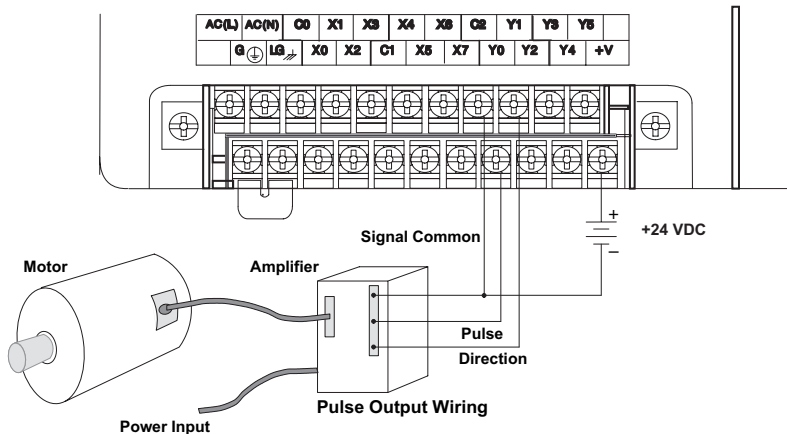 AC(L) AC(N) C0 X1 X3 X4 X6 C2 Y1 Y3 Y5
G LG X0 X2 C1 X5 X7 Y0 Y2 Y4 +V
+
+24 VDC
–
Signal Common
Motor
Amplifier
Pulse
Direction
Pulse Output Wiring
Power Input